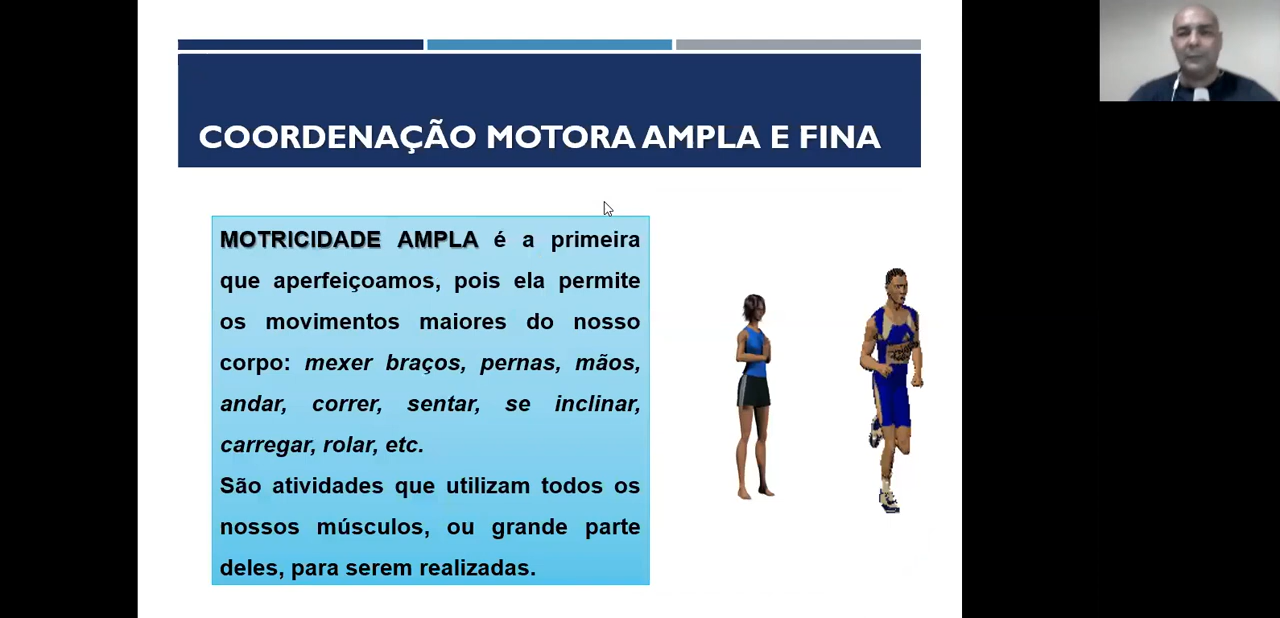 COORDENAÇÃO MOTORA AMPLA E FINA
MOTRICIDADE AMPLA é a primeira
que aperfeiçoamos, pois ela permite
os movimentos maiores do nosso
corpo: mexer braços, pernas, mãos,
andar, correr, sentar, se inclinar,
carregar, rolar, etc.
São atividades que utilizam todos os
nossos músculos, ou grande parte
deles, para serem realizadas.